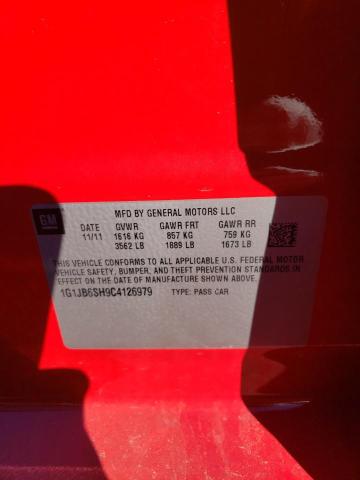 GM
MFD BY GENERAL MOTORS LLC
DATE GVWR GAWR FRT GAWR RR
11/11 1616 KG 857 KG 759 KG
3562 LB 1889 LB 1673 LB
THIS VEHICLE CONFORMS TO ALL APPLICABLE U.S. FEDERAL MOTOR
VEHICLE SAFETY, BUMPER, AND THEFT PREVENTION STANDARDS IN
EFFECT ON THE DATE OF MANUFACTURE SHOWN ABOVE.
1G1JB6SH9C4126979 TYPE: PASS CAR